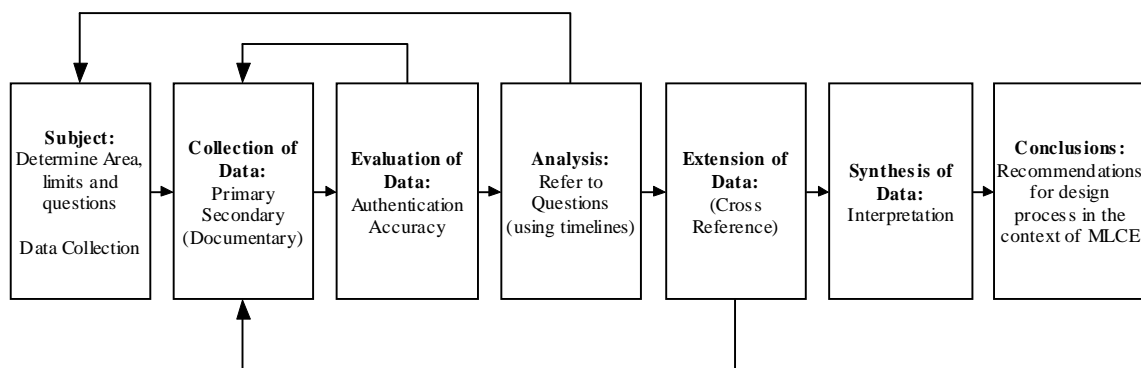 Subject:
Determine Area,
limits and
questions
Data Collection
Collection of
Data:
Primary
Secondary
(Documentary)
Evaluation of
Data:
Authentication
Accuracy
Analysis:
Refer to
Questions
(using timelines)
Extension of
Data:
(Cross
Reference)
Synthesis of
Data:
Interpretation
Conclusions:
Recommendations
for design
process in the
context of MLCE